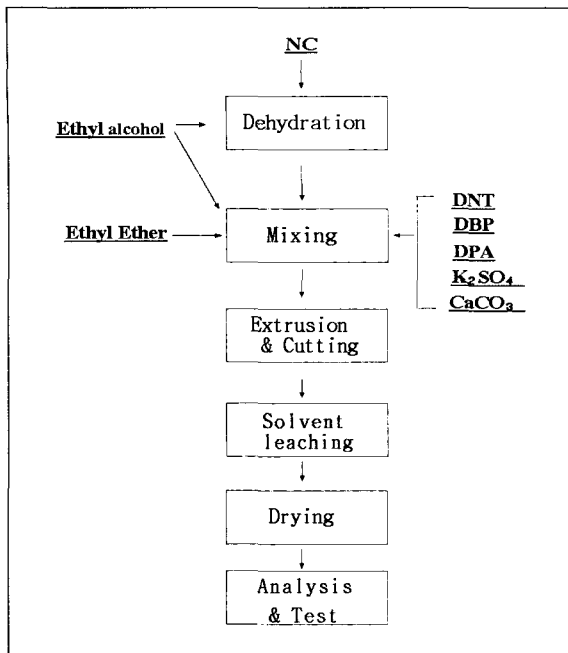 NC
Ethyl alcohol
Dehydration
Ethyl Ether
Mixing
DNT
DBP
DPA
K₂SO₄
CaCO₃
Extrusion
& Cutting
Solvent
leaching
Drying
Analysis
& Test